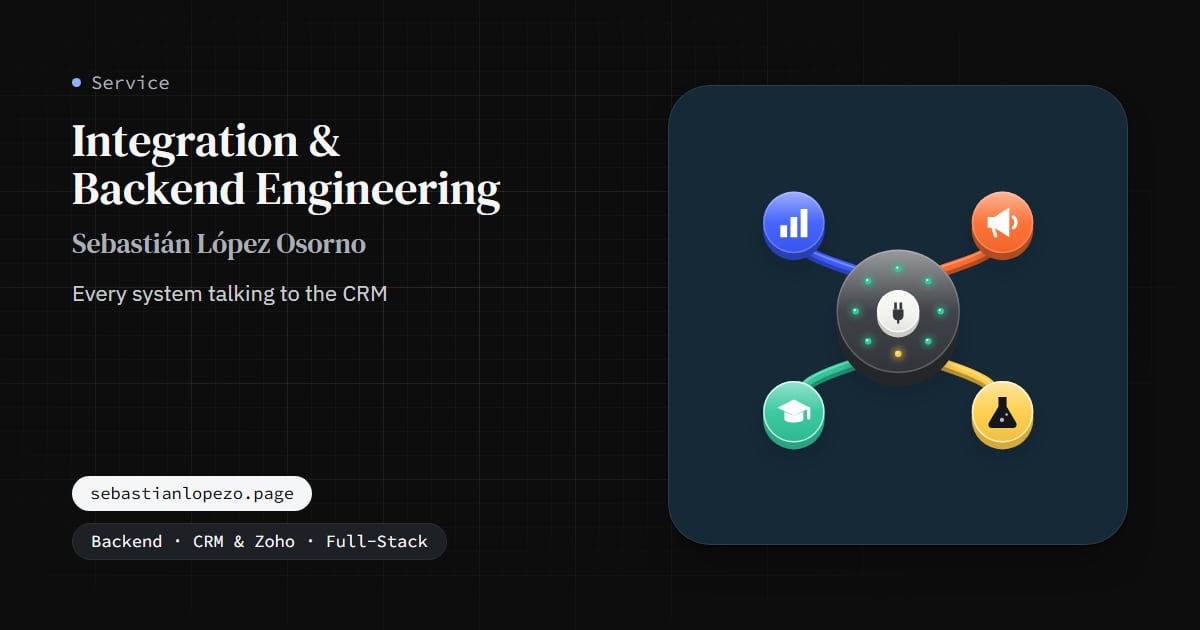 Service
Integration &
Backend Engineering
Sebastián López Osorno
Every system talking to the CRM
sebastianlopezo.page
Backend · CRM & Zoho · Full-Stack